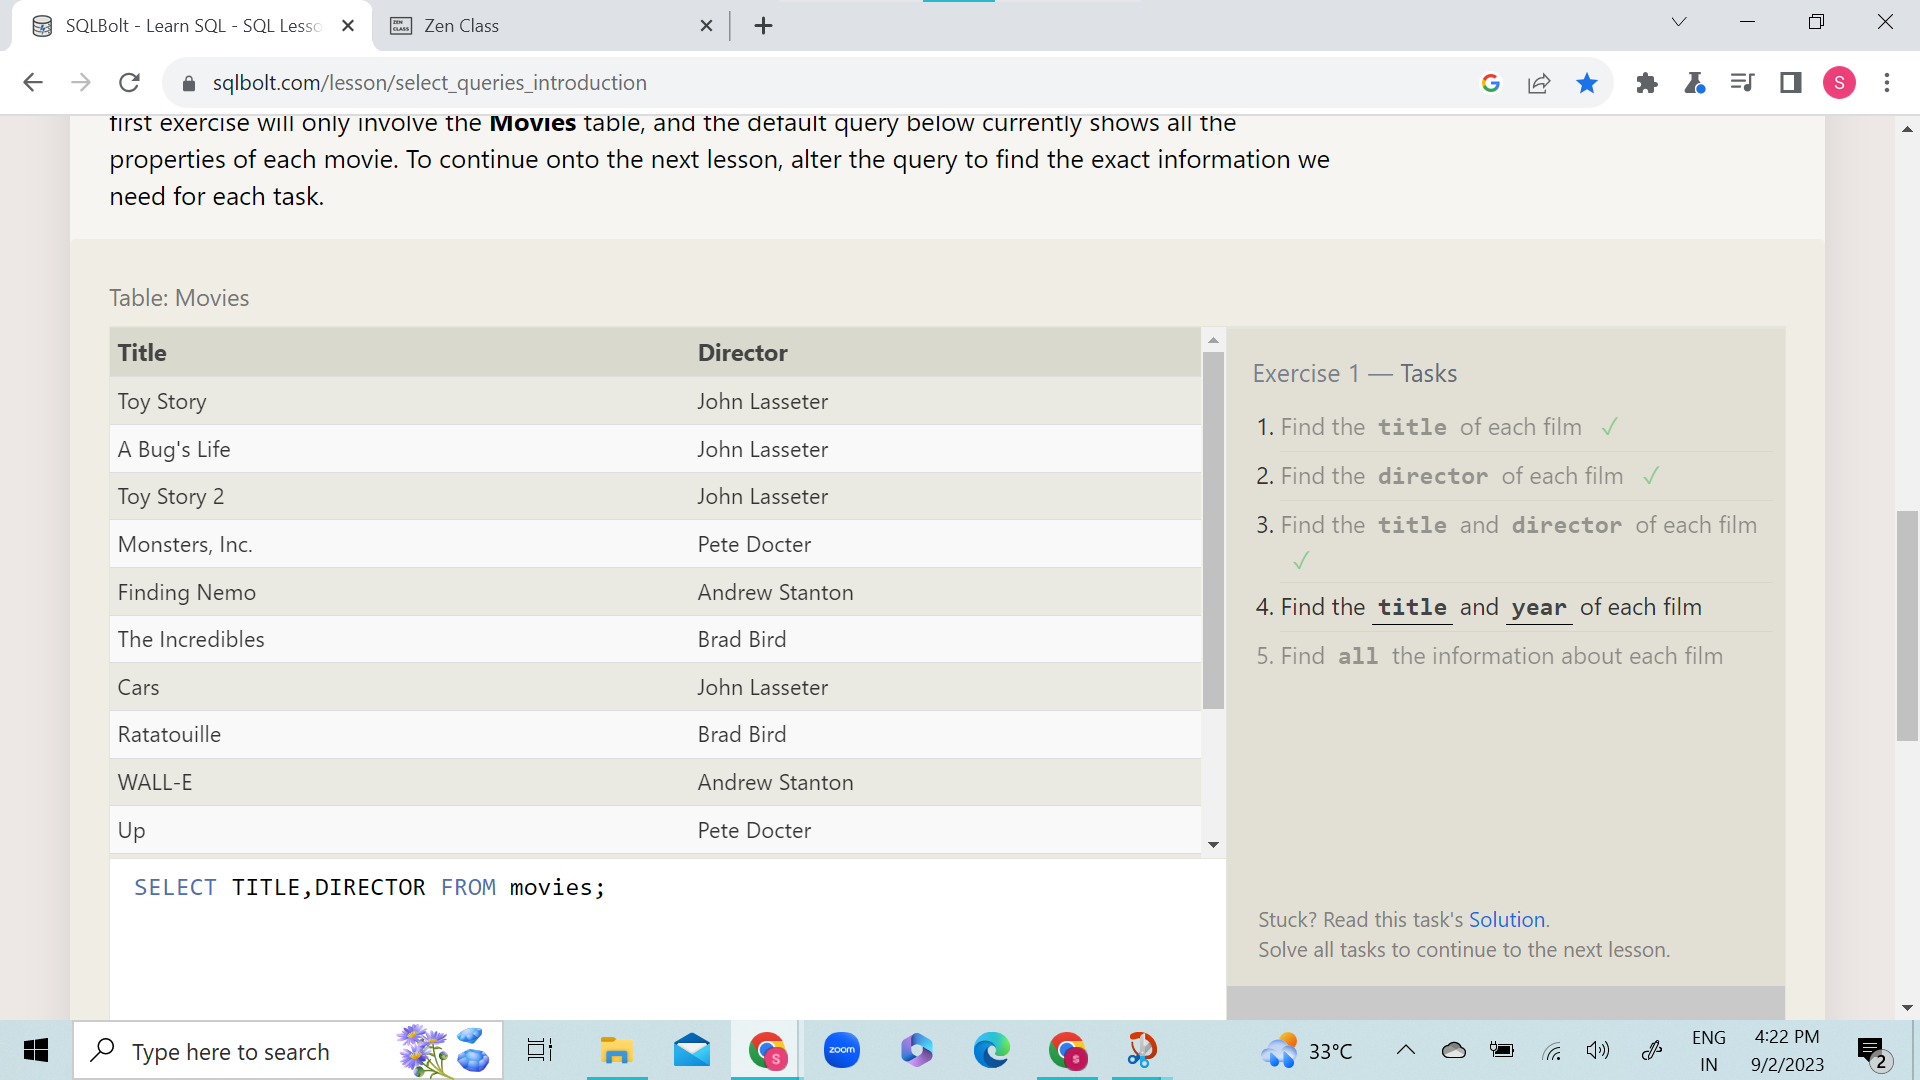 SQLBolt - Learn SQL - SQL Lesso
ZEN CLASS
Zen Class
sqlbolt.com/lesson/select_queries_introduction
S
first exercise will only involve the Movies table, and the default query below currently shows all the
properties of each movie. To continue onto the next lesson, alter the query to find the exact information we
need for each task.
Table: Movies
Title Director
Toy Story John Lasseter
A Bug's Life John Lasseter
Toy Story 2 John Lasseter
Monsters, Inc. Pete Docter
Finding Nemo Andrew Stanton
The Incredibles Brad Bird
Cars John Lasseter
Ratatouille Brad Bird
WALL-E Andrew Stanton
Up Pete Docter
SELECT TITLE,DIRECTOR FROM movies;
Exercise 1 — Tasks
1. Find the title of each film ✓
2. Find the director of each film ✓
3. Find the title and director of each film
✓
4. Find the title and year of each film
5. Find all the information about each film
Stuck? Read this task's Solution.
Solve all tasks to continue to the next lesson.
Type here to search
S
zoom
S
33°C
ENG
IN
4:22 PM
9/2/2023
2